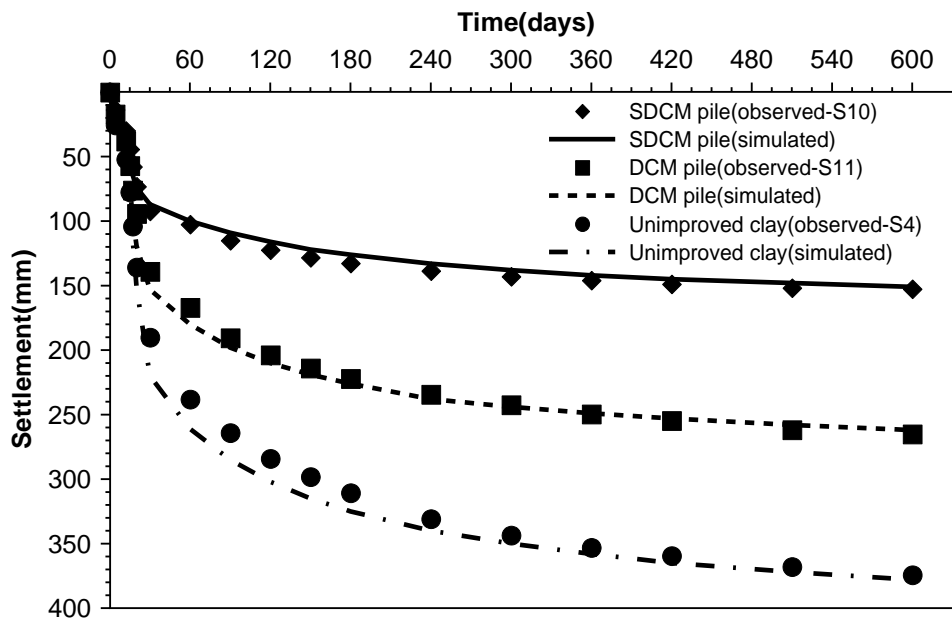 Time(days)
0 60 120 180 240 300 360 420 480 540 600
Settlement(mm)
50
100
150
200
250
300
350
400
SDCM pile(observed-S10)
SDCM pile(simulated)
DCM pile(observed-S11)
DCM pile(simulated)
Unimproved clay(observed-S4)
Unimproved clay(simulated)